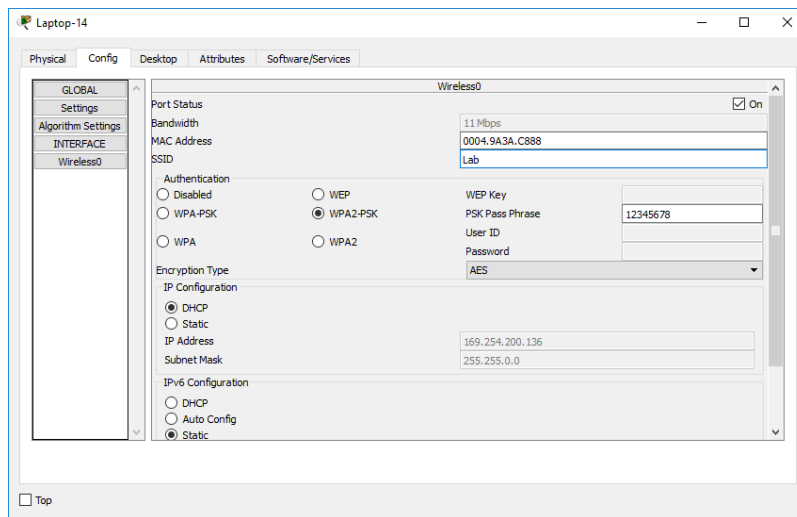 Laptop-14
Physical Config Desktop Attributes Software/Services
GLOBAL
Settings
Algorithm Settings
INTERFACE
Wireless0
Wireless0
Port Status On
Bandwidth 11 Mbps
MAC Address 0004.9A3A.C888
SSID Lab
Authentication
Disabled WEP WEP Key
WPA-PSK WPA2-PSK PSK Pass Phrase 12345678
User ID
WPA WPA2
Password
Encryption Type AES
IP Configuration
DHCP
Static
IP Address 169.254.200.136
Subnet Mask 255.255.0.0
IPv6 Configuration
DHCP
Auto Config
Static
Top